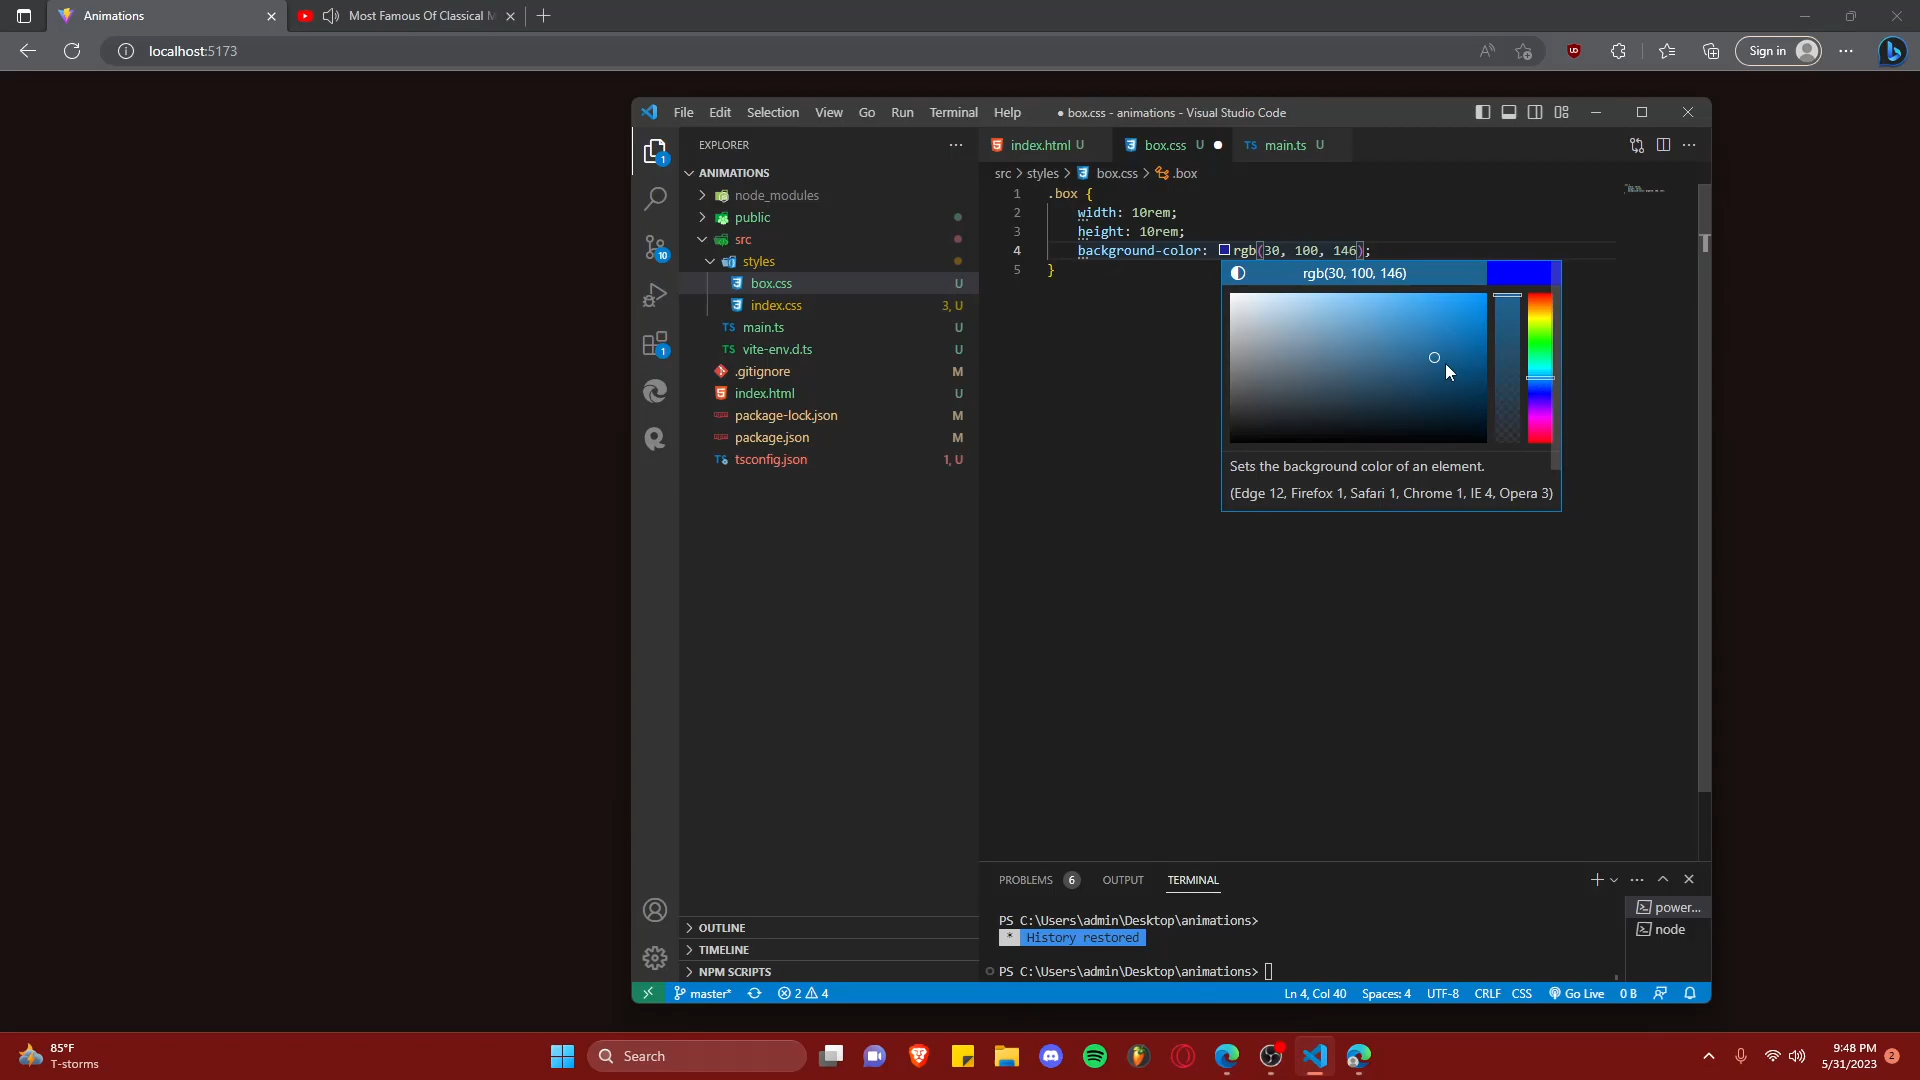 Animations
Most Famous Of Classical M
localhost:5173
Sign in
File Edit Selection View Go Run Terminal Help
● box.css - animations - Visual Studio Code
EXPLORER
ANIMATIONS
node_modules
public
src
styles
box.css U
index.css 3, U
main.ts U
vite-env.d.ts U
.gitignore M
index.html U
package-lock.json M
package.json M
tsconfig.json 1, U
OUTLINE
TIMELINE
NPM SCRIPTS
1
10
1
index.html U
box.css U
TS main.ts U
src > styles > box.css > .box
1 .box {
2 width: 10rem;
3 height: 10rem;
4 background-color: rgb(30, 100, 146);
5 }
rgb(30, 100, 146)
Sets the background color of an element.
(Edge 12, Firefox 1, Safari 1, Chrome 1, IE 4, Opera 3)
PROBLEMS 6 OUTPUT TERMINAL
PS C:\Users\admin\Desktop\animations>
* History restored
PS C:\Users\admin\Desktop\animations>
power...
node
master* 2 4
Ln 4, Col 40 Spaces: 4 UTF-8 CRLF CSS Go Live 0 B
85°F
T-storms
Search
9:48 PM
5/31/2023
2